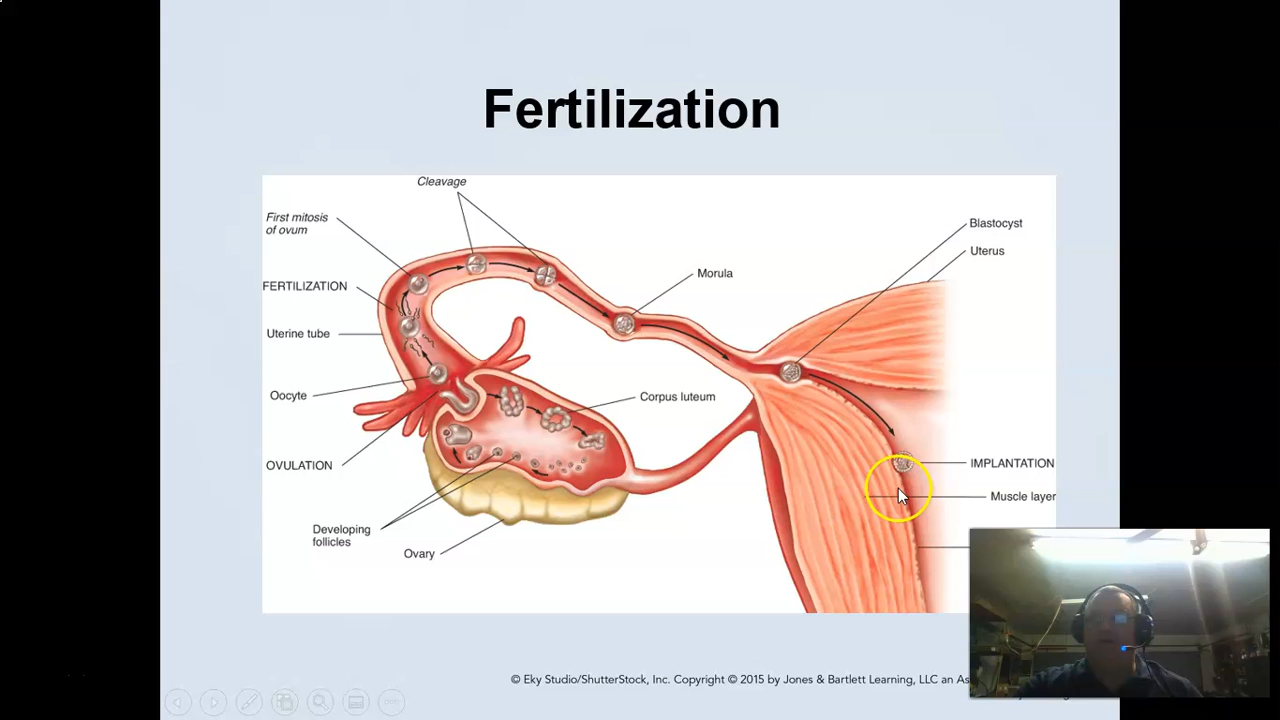 Fertilization
Cleavage
First mitosis
of ovum
Blastocyst
Uterus
Morula
FERTILIZATION
Uterine tube
Oocyte
Corpus luteum
OVULATION
IMPLANTATION
Muscle layer
Developing
follicles
Ovary
© Eky Studio/ShutterStock, Inc. Copyright © 2015 by Jones & Bartlett Learning, LLC an